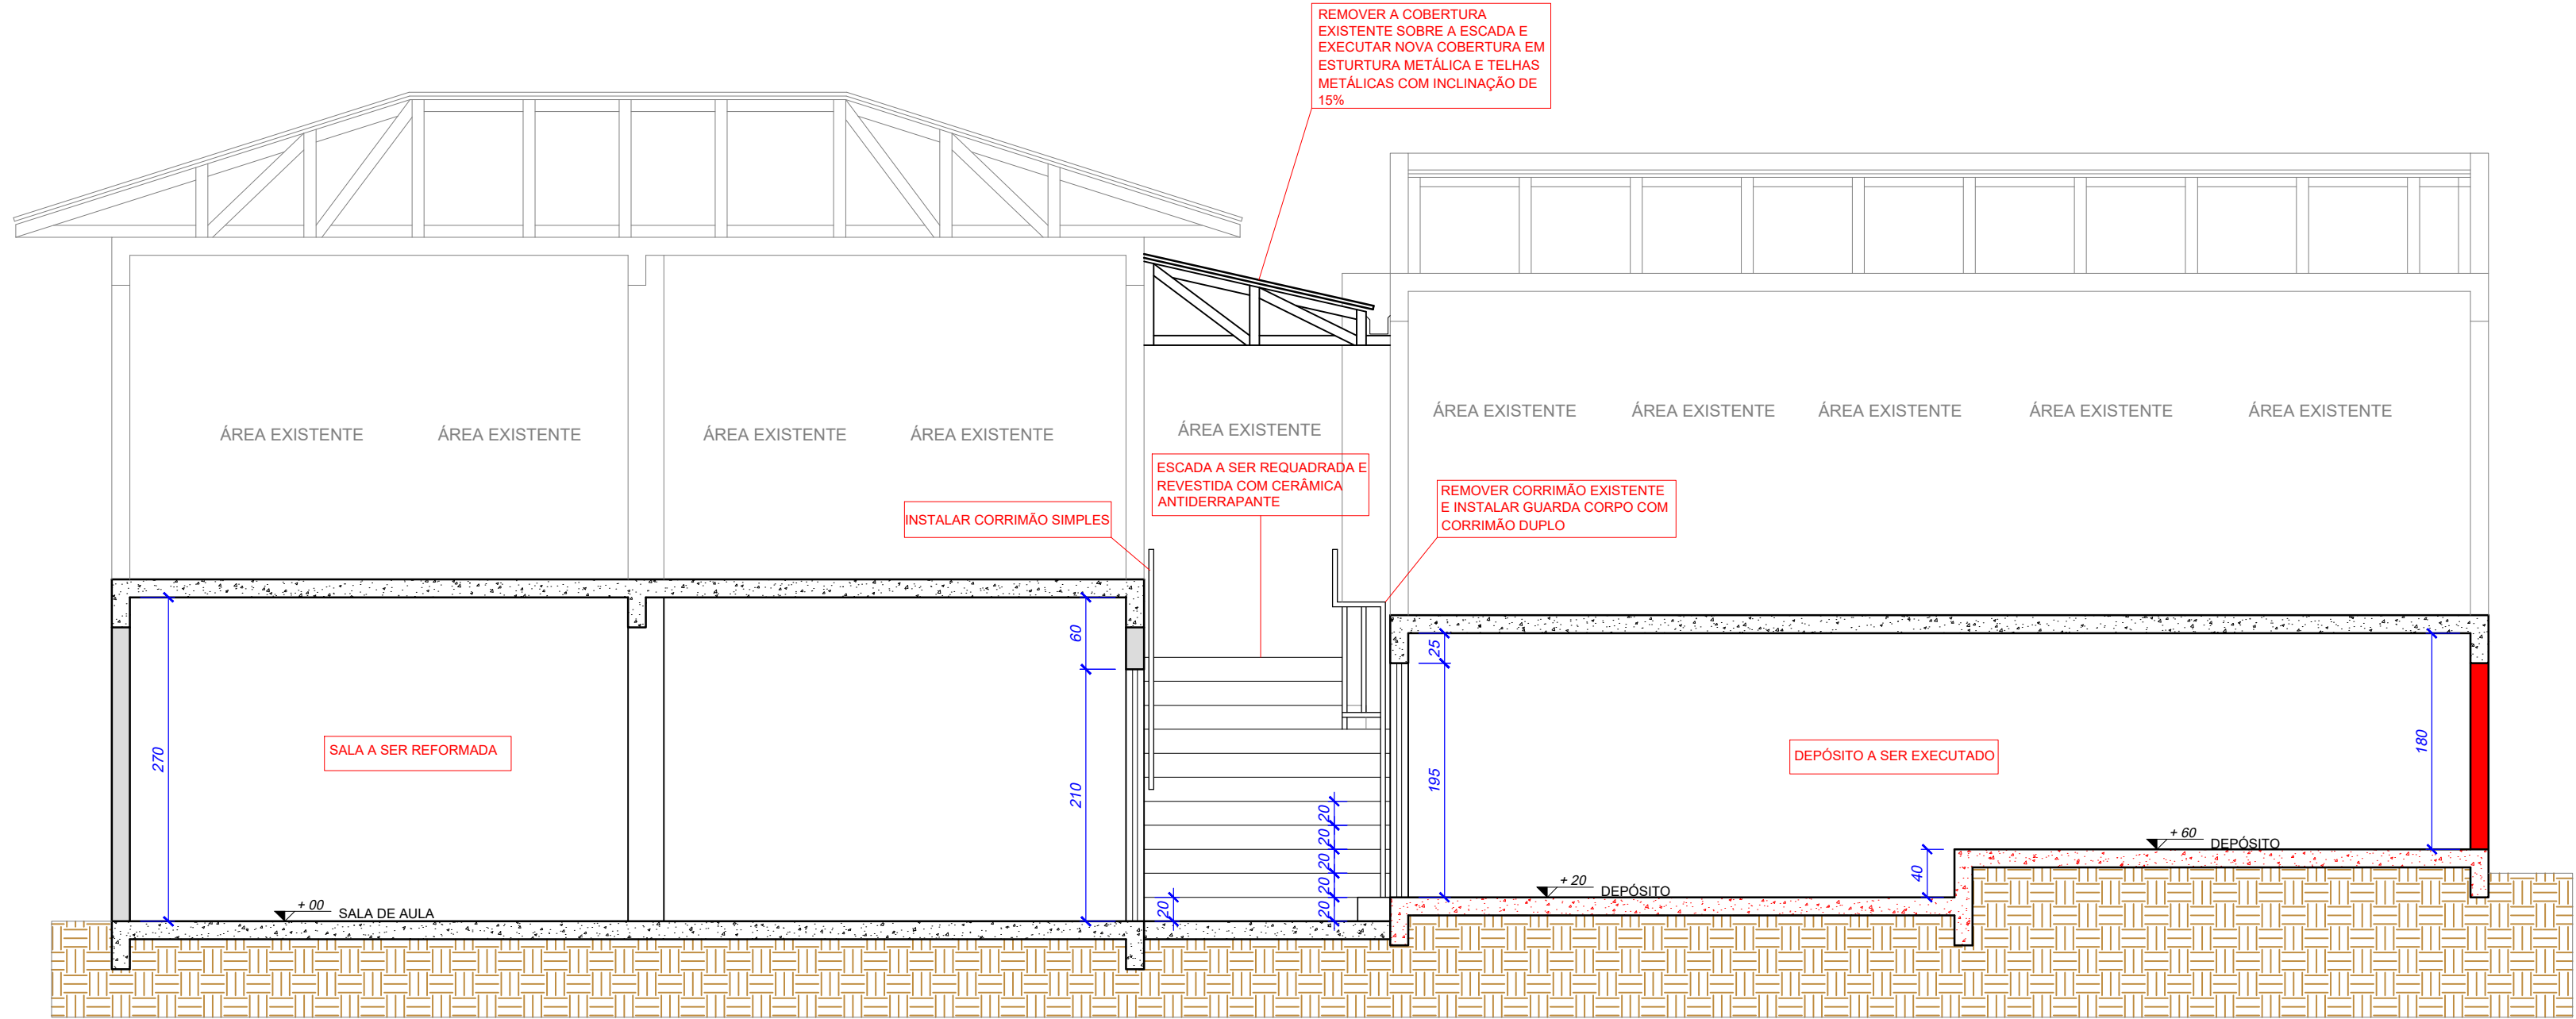 REMOVER A COBERTURA
EXISTENTE SOBRE A ESCADA E
EXECUTAR NOVA COBERTURA EM
ESTURTURA METÁLICA E TELHAS
METÁLICAS COM INCLINAÇÃO DE
15%
ÁREA EXISTENTE
ÁREA EXISTENTE
ÁREA EXISTENTE
ÁREA EXISTENTE
ÁREA EXISTENTE
ÁREA EXISTENTE
ÁREA EXISTENTE
ÁREA EXISTENTE
ÁREA EXISTENTE
ÁREA EXISTENTE
ESCADA A SER REQUADRADA E
REVESTIDA COM CERÂMICA
ANTIDERRAPANTE
INSTALAR CORRIMÃO SIMPLES
REMOVER CORRIMÃO EXISTENTE
E INSTALAR GUARDA CORPO COM
CORRIMÃO DUPLO
270
SALA A SER REFORMADA
60
210
25
195
DEPÓSITO A SER EXECUTADO
180
20
20
20
20
20
20
40
+ 60
DEPÓSITO
+ 20
DEPÓSITO
+ 00
SALA DE AULA